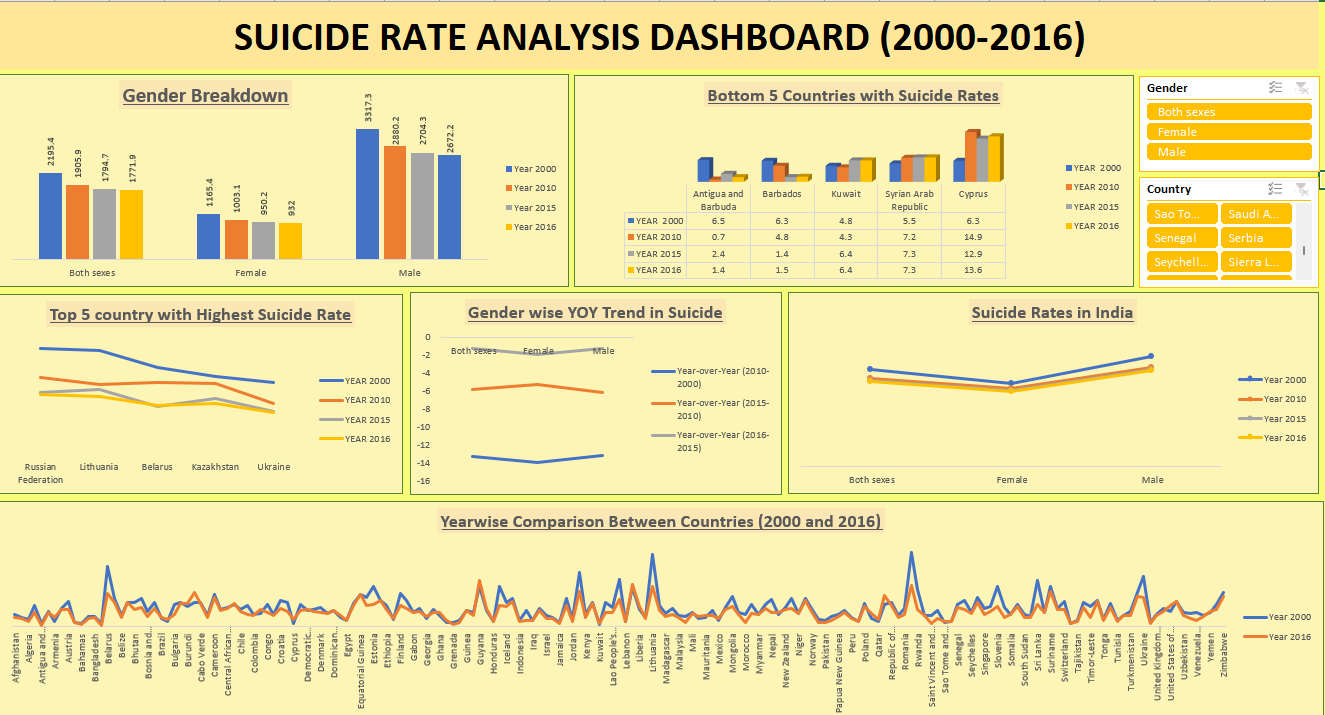 SUICIDE RATE ANALYSIS DASHBOARD (2000-2016)
Gender Breakdown
2195.4
1905.9
1794.7
1771.9
1165.4
1003.1
950.2
932
3317.3
2880.2
2704.3
2672.2
Both sexes
Female
Male
Year 2000
Year 2010
Year 2015
Year 2016
Bottom 5 Countries with Suicide Rates
Antigua and Barbuda
Barbados
Kuwait
Syrian Arab Republic
Cyprus
YEAR 2000 6.5 6.3 4.8 5.5 6.3
YEAR 2010 0.7 4.8 4.3 7.2 14.9
YEAR 2015 2.4 1.4 6.4 7.3 12.9
YEAR 2016 1.4 1.5 6.4 7.3 13.6
YEAR 2000
YEAR 2010
YEAR 2015
YEAR 2016
Gender
Both sexes
Female
Male
Country
Sao To...
Saudi A...
Senegal
Serbia
Seychell...
Sierra L...
Top 5 country with Highest Suicide Rate
Russian Federation
Lithuania
Belarus
Kazakhstan
Ukraine
YEAR 2000
YEAR 2010
YEAR 2015
YEAR 2016
Gender wise YOY Trend in Suicide
0
-2
-4
-6
-8
-10
-12
-14
-16
Both sexes
Female
Male
Year-over-Year (2010-2000)
Year-over-Year (2015-2010)
Year-over-Year (2016-2015)
Suicide Rates in India
Both sexes
Female
Male
Year 2000
Year 2010
Year 2015
Year 2016
Yearwise Comparison Between Countries (2000 and 2016)
Afghanistan
Algeria
Antigua and...
Armenia
Austria
Bahamas
Bangladesh
Belarus
Belize
Bhutan
Bosnia and...
Brazil
Bulgaria
Burundi
Cabo Verde
Cameroon
Central African...
Chile
Colombia
Congo
Croatia
Cyprus
Democratic...
Denmark
Dominican...
Egypt
Equatorial Guinea
Estonia
Ethiopia
Finland
Gabon
Georgia
Ghana
Grenada
Guinea
Guyana
Honduras
Iceland
Indonesia
Iraq
Israel
Jamaica
Jordan
Kenya
Kuwait
Lao People's...
Lebanon
Liberia
Lithuania
Madagascar
Malaysia
Mali
Mauritania
Mexico
Mongolia
Morocco
Myanmar
Nepal
New Zealand
Niger
Norway
Pakistan
Papua New Guinea
Peru
Poland
Qatar
Republic of...
Romania
Rwanda
Saint Vincent and...
Sao Tome and...
Senegal
Seychelles
Singapore
Slovenia
Somalia
South Sudan
Sri Lanka
Suriname
Switzerland
Tajikistan
Timor-Leste
Tonga
Tunisia
Turkmenistan
Ukraine
United Kingdom...
United States of...
Uzbekistan
Venezuela...
Yemen
Zimbabwe
Year 2000
Year 2016